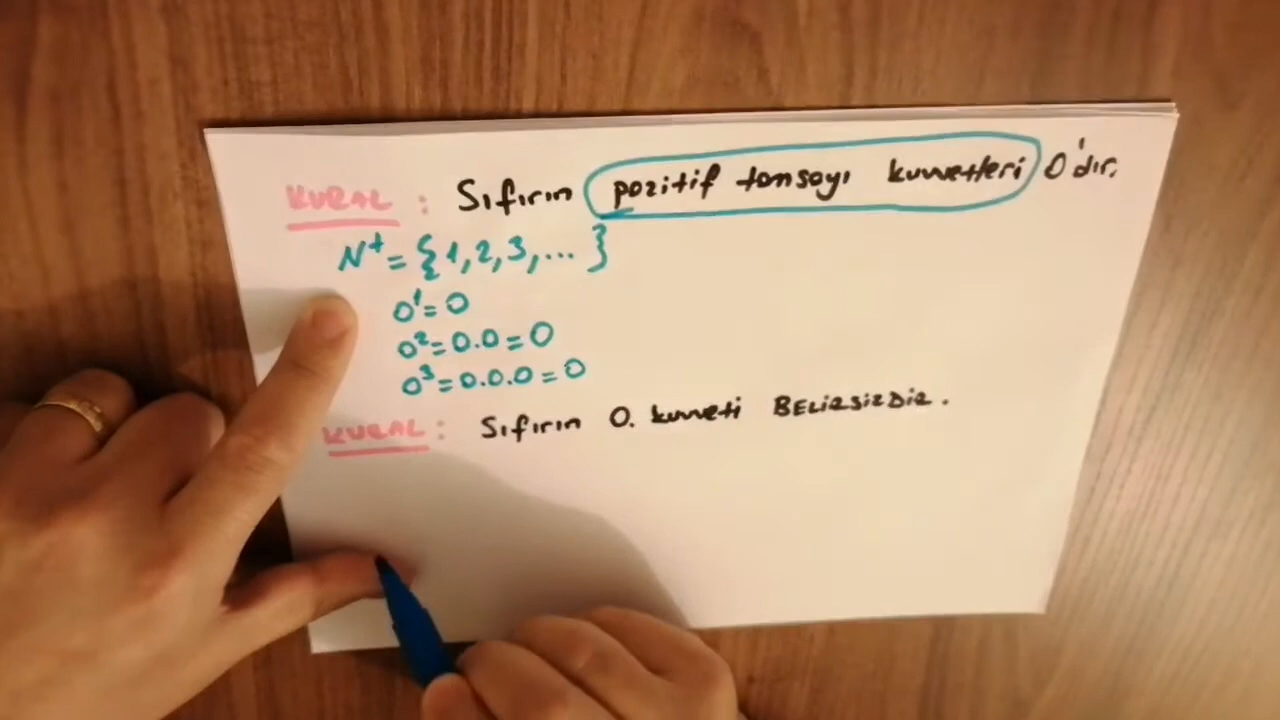 KURAL : Sıfırın pozitif tamsayı kuvvetleri 0'dır.
N⁺ = {1,2,3,... }
0¹=0
0²=0.0=0
0³=0.0.0=0
KURAL : Sıfırın 0. kuvveti BELİRSİZDİR.